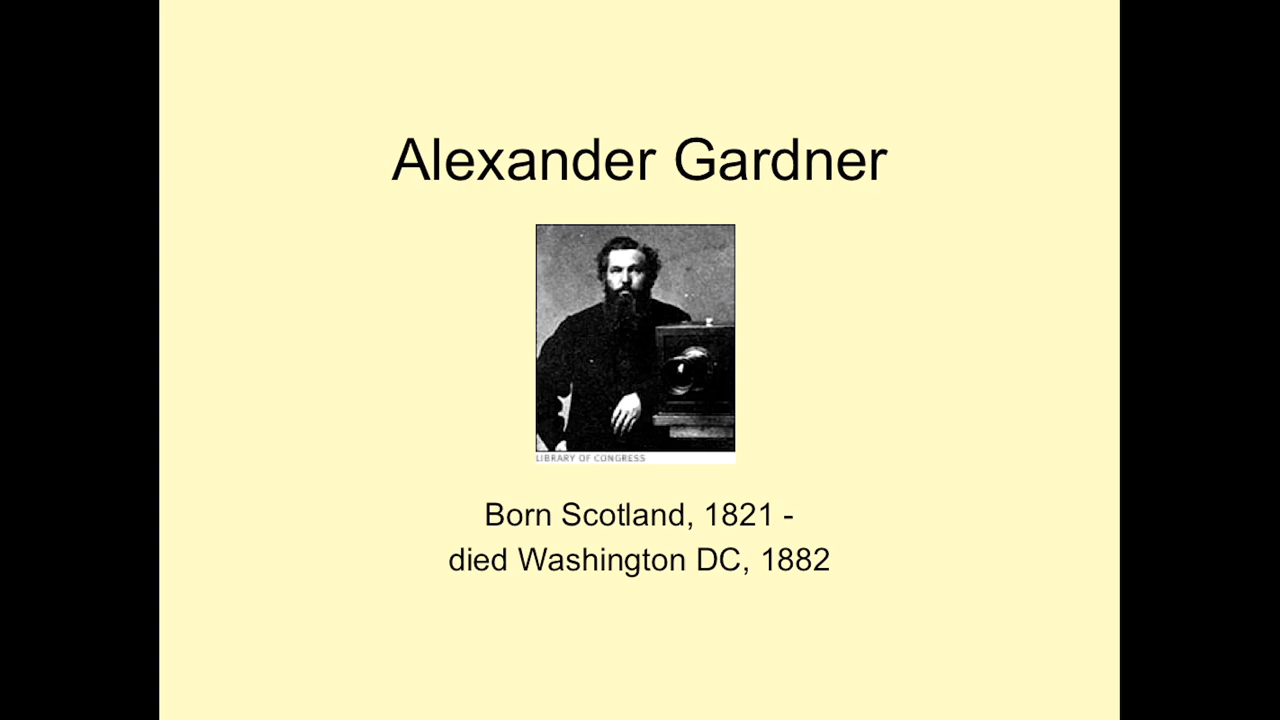 Alexander Gardner
LIBRARY OF CONGRESS
Born Scotland, 1821 -
died Washington DC, 1882